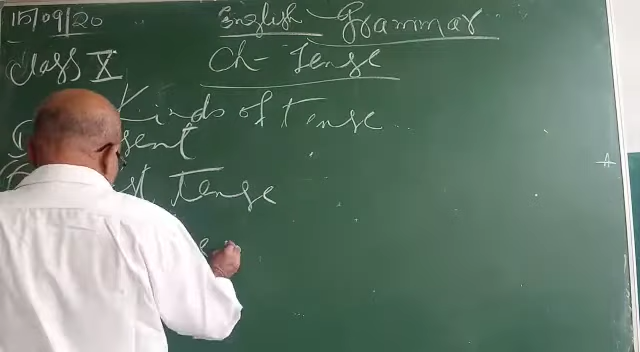 15/09/20
English Grammar
Class X
Ch- Tense
Kinds of tense
Tense